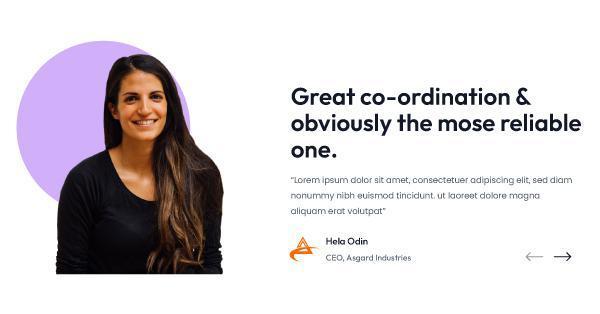 Great co-ordination &
obviously the mose reliable
one.
"Lorem ipsum dolor sit amet, consectetuer adipiscing elit, sed diam
nonummy nibh euismod tincidunt. ut laoreet dolore magna
aliquam erat volutpat"
Hela Odin
CEO, Asgard Industries